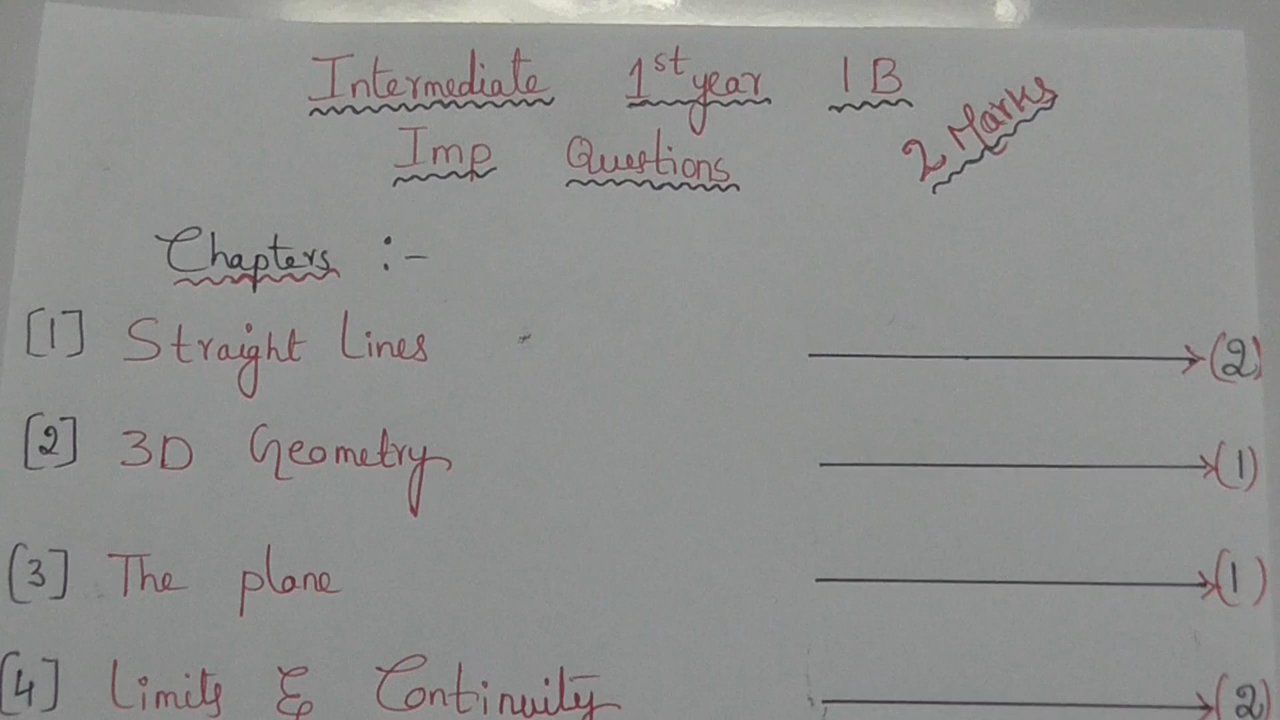 Intermediate 1st year 1B
Imp Questions 2 Marks
Chapters :-
[1] Straight Lines → (2)
[2] 3D Geometry → (1)
[3] The plane → (1)
[4] Limits & Continuity → (2)